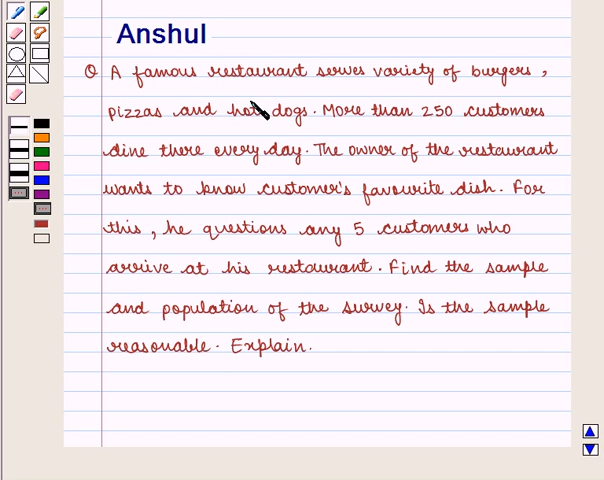 Anshul
Q A famous restaurant serves variety of burgers,
pizzas and hot dogs. More than 250 customers
dine there every day. The owner of the restaurant
wants to know customer's favourite dish. For
this, he questions any 5 customers who
arrive at his restaurant. Find the sample
and population of the survey. Is the sample
reasonable. Explain.